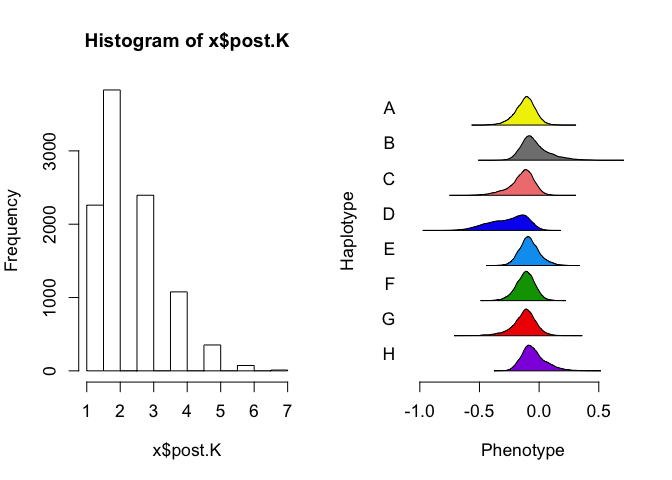 Histogram of x$post.K
Frequency
0
1000
2000
3000
1 2 3 4 5 6 7
x$post.K
Haplotype
A
B
C
D
E
F
G
H
-1.0 -0.5 0.0 0.5
Phenotype